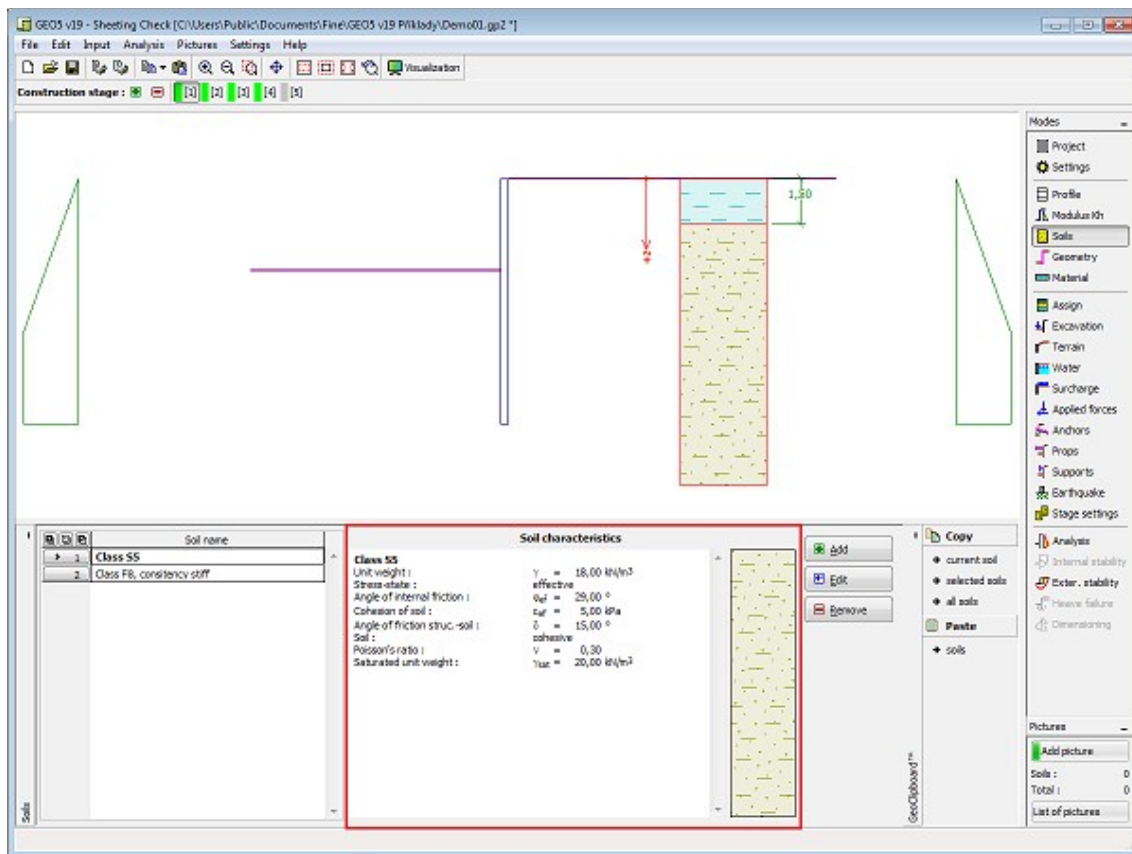 GEO5 v19 - Sheeting Check [C:\Users\Public\Documents\Fine\GEO5 v19 Příklady\Demo01.gp2 *]
File Edit Input Analysis Pictures Settings Help
Visualization
Construction stage : [1] [2] [3] [4] [5]
1,50
+z
Modes
Project
Settings
Profile
Modulus Kh
Soils
Geometry
Material
Assign
Excavation
Terrain
Water
Surcharge
Applied forces
Anchors
Props
Supports
Earthquake
Stage settings
Analysis
Internal stability
Exter. stability
Heave failure
Dimensioning
Soils
Soil name
1 Class S5
2 Class F8, consitency stiff
Soil characteristics
Class S5
Unit weight : γ = 18,00 kN/m3
Stress-state : effective
Angle of internal friction : φef = 29,00 °
Cohesion of soil : cef = 5,00 kPa
Angle of friction struc.-soil : δ = 15,00 °
Soil : cohesive
Poisson's ratio : ν = 0,30
Saturated unit weight : γsat = 20,00 kN/m3
Add
Edit
Remove
GeoClipboard™
Copy
current soil
selected soils
all soils
Paste
soils
Pictures
Add picture
Soils : 0
Total : 0
List of pictures